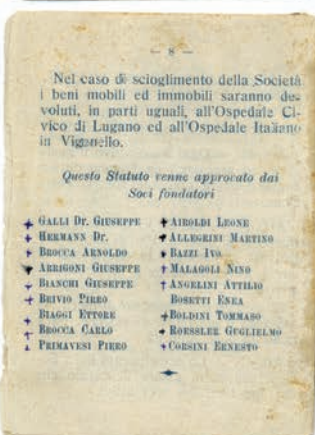 — 8 —
Nel caso di scioglimento della Società
i beni mobili ed immobili saranno de-
voluti, in parti uguali, all'Ospedale Ci-
vico di Lugano ed all'Ospedale Italiano
in Viganello.
Questo Statuto venne approvato dai
Soci fondatori
GALLI DR. GIUSEPPE
HERMANN DR.
BROCCA ARNOLDO
ARRIGONI GIUSEPPE
BIANCHI GIUSEPPE
BRIVIO PIERO
BIAGGI ETTORE
BROCCA CARLO
PRIMAVESI PIERO
AIROLDI LEONE
ALLEGRINI MARTINO
BAZZI IVO
MALAGOLI NINO
ANGELINI ATTILIO
BOSETTI ENEA
BOLDINI TOMMASO
ROESSLER GUGLIELMO
CORSINI ERNESTO